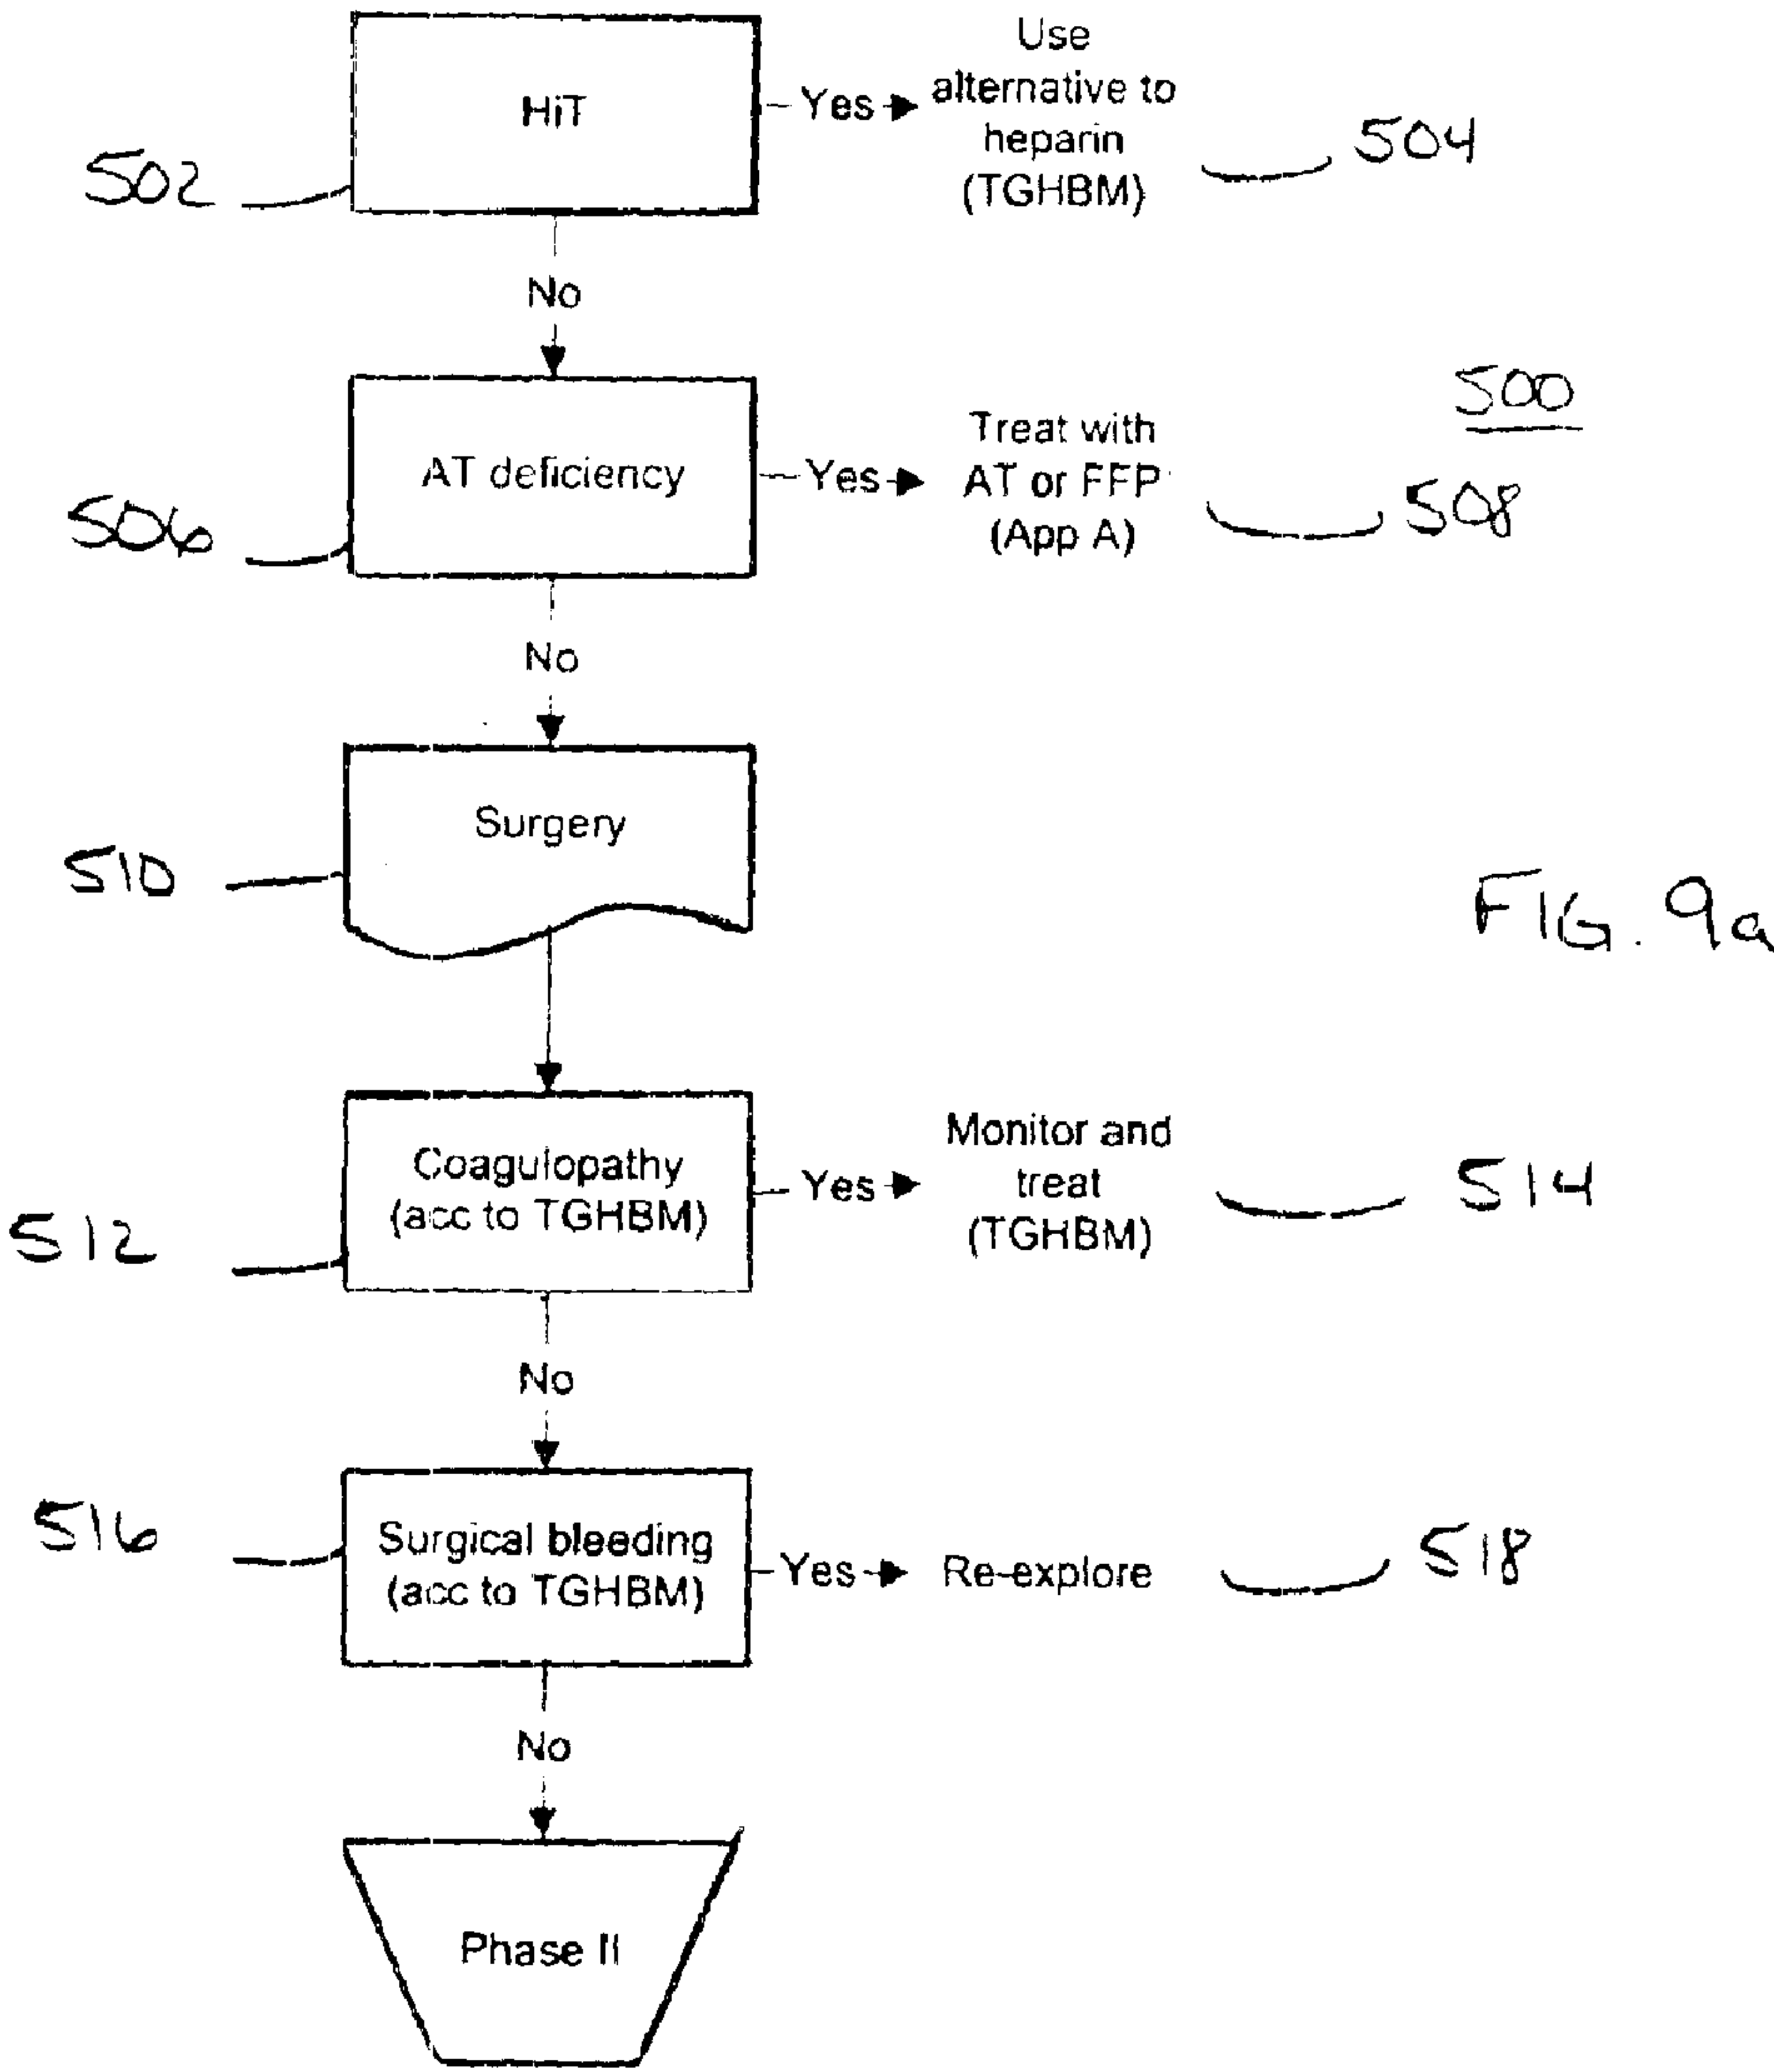 HiT
Yes
Use
alternative to
heparin
(TGHBM)
504
502
No
500
AT deficiency
Yes
Treat with
AT or FFP
(App A)
508
506
No
Surgery
510
FIG. 9a
Coagulopathy
(acc to TGHBM)
Yes
Monitor and
treat
(TGHBM)
514
512
No
516
Surgical bleeding
(acc to TGHBM)
Yes
Re-explore
518
No
Phase II